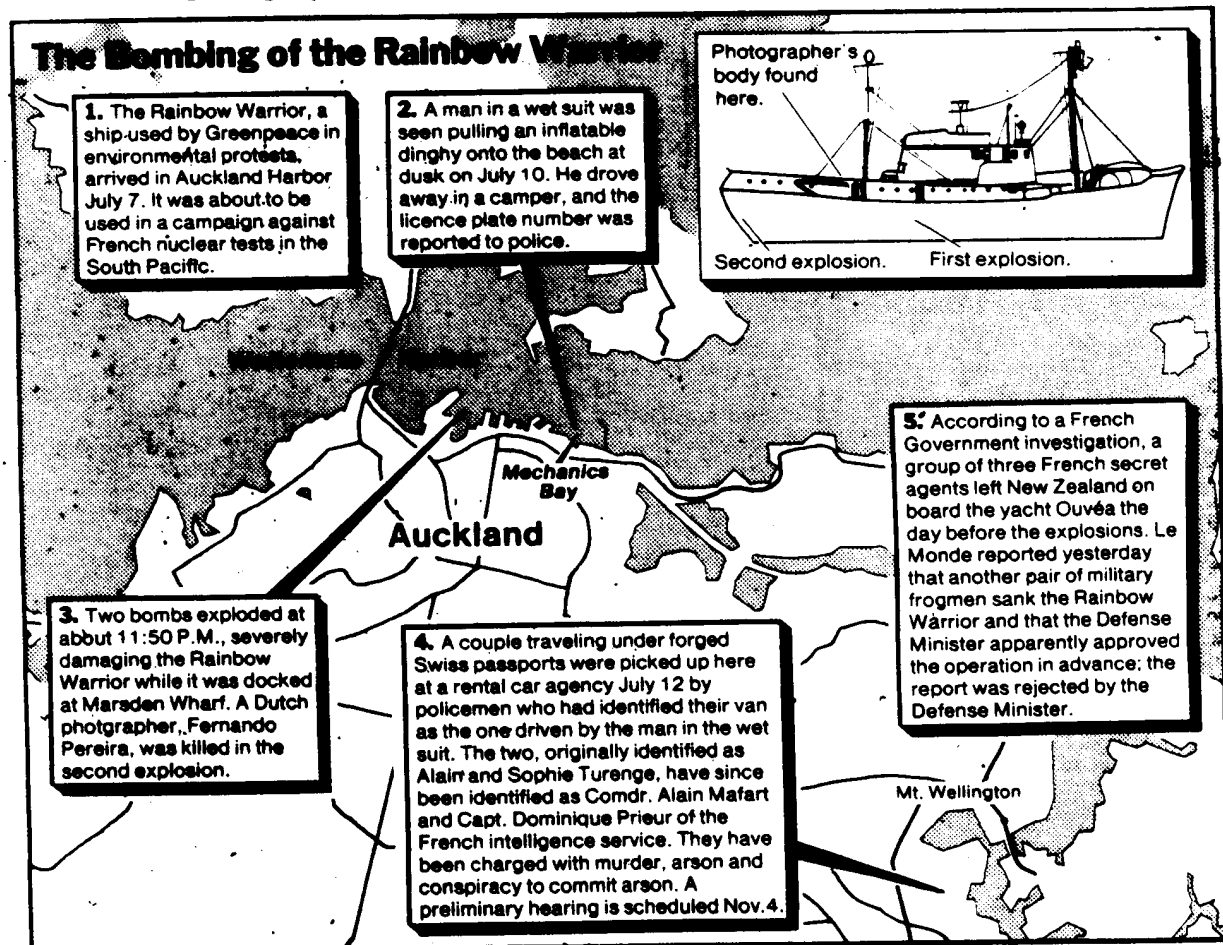 The Bombing of the Rainbow Warrior
1. The Rainbow Warrior, a
ship used by Greenpeace in
environmental protests,
arrived in Auckland Harbor
July 7. It was about to be
used in a campaign against
French nuclear tests in the
South Pacific.
2. A man in a wet suit was
seen pulling an inflatable
dinghy onto the beach at
dusk on July 10. He drove
away in a camper, and the
licence plate number was
reported to police.
Photographer's
body found
here.
Second explosion.
First explosion.
Mechanics
Bay
Auckland
3. Two bombs exploded at
abbut 11:50 P.M., severely
damaging the Rainbow
Warrior while it was docked
at Marsden Wharf. A Dutch
photgrapher, Fernando
Pereira, was killed in the
second explosion.
4. A couple traveling under forged
Swiss passports were picked up here
at a rental car agency July 12 by
policemen who had identified their van
as the one driven by the man in the wet
suit. The two, originally identified as
Alain and Sophie Turenge, have since
been identified as Comdr. Alain Mafart
and Capt. Dominique Prieur of the
French intelligence service. They have
been charged with murder, arson and
conspiracy to commit arson. A
preliminary hearing is scheduled Nov.4.
5. According to a French
Government investigation, a
group of three French secret
agents left New Zealand on
board the yacht Ouvéa the
day before the explosions. Le
Monde reported yesterday
that another pair of military
frogmen sank the Rainbow
Warrior and that the Defense
Minister apparently approved
the operation in advance; the
report was rejected by the
Defense Minister.
Mt. Wellington